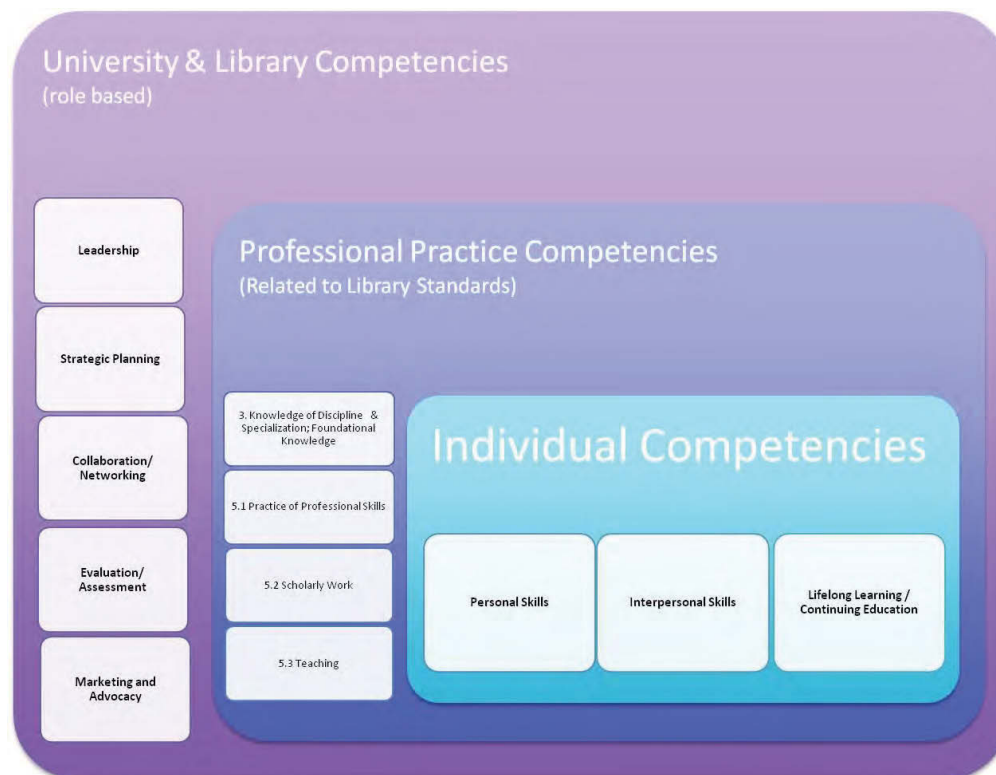 University & Library Competencies
(role based)
Leadership
Strategic Planning
Collaboration/
Networking
Evaluation/
Assessment
Marketing and
Advocacy
Professional Practice Competencies
(Related to Library Standards)
3. Knowledge of Discipline &
Specialization; Foundational
Knowledge
5.1 Practice of Professional Skills
5.2 Scholarly Work
5.3 Teaching
Individual Competencies
Personal Skills
Interpersonal Skills
Lifelong Learning /
Continuing Education